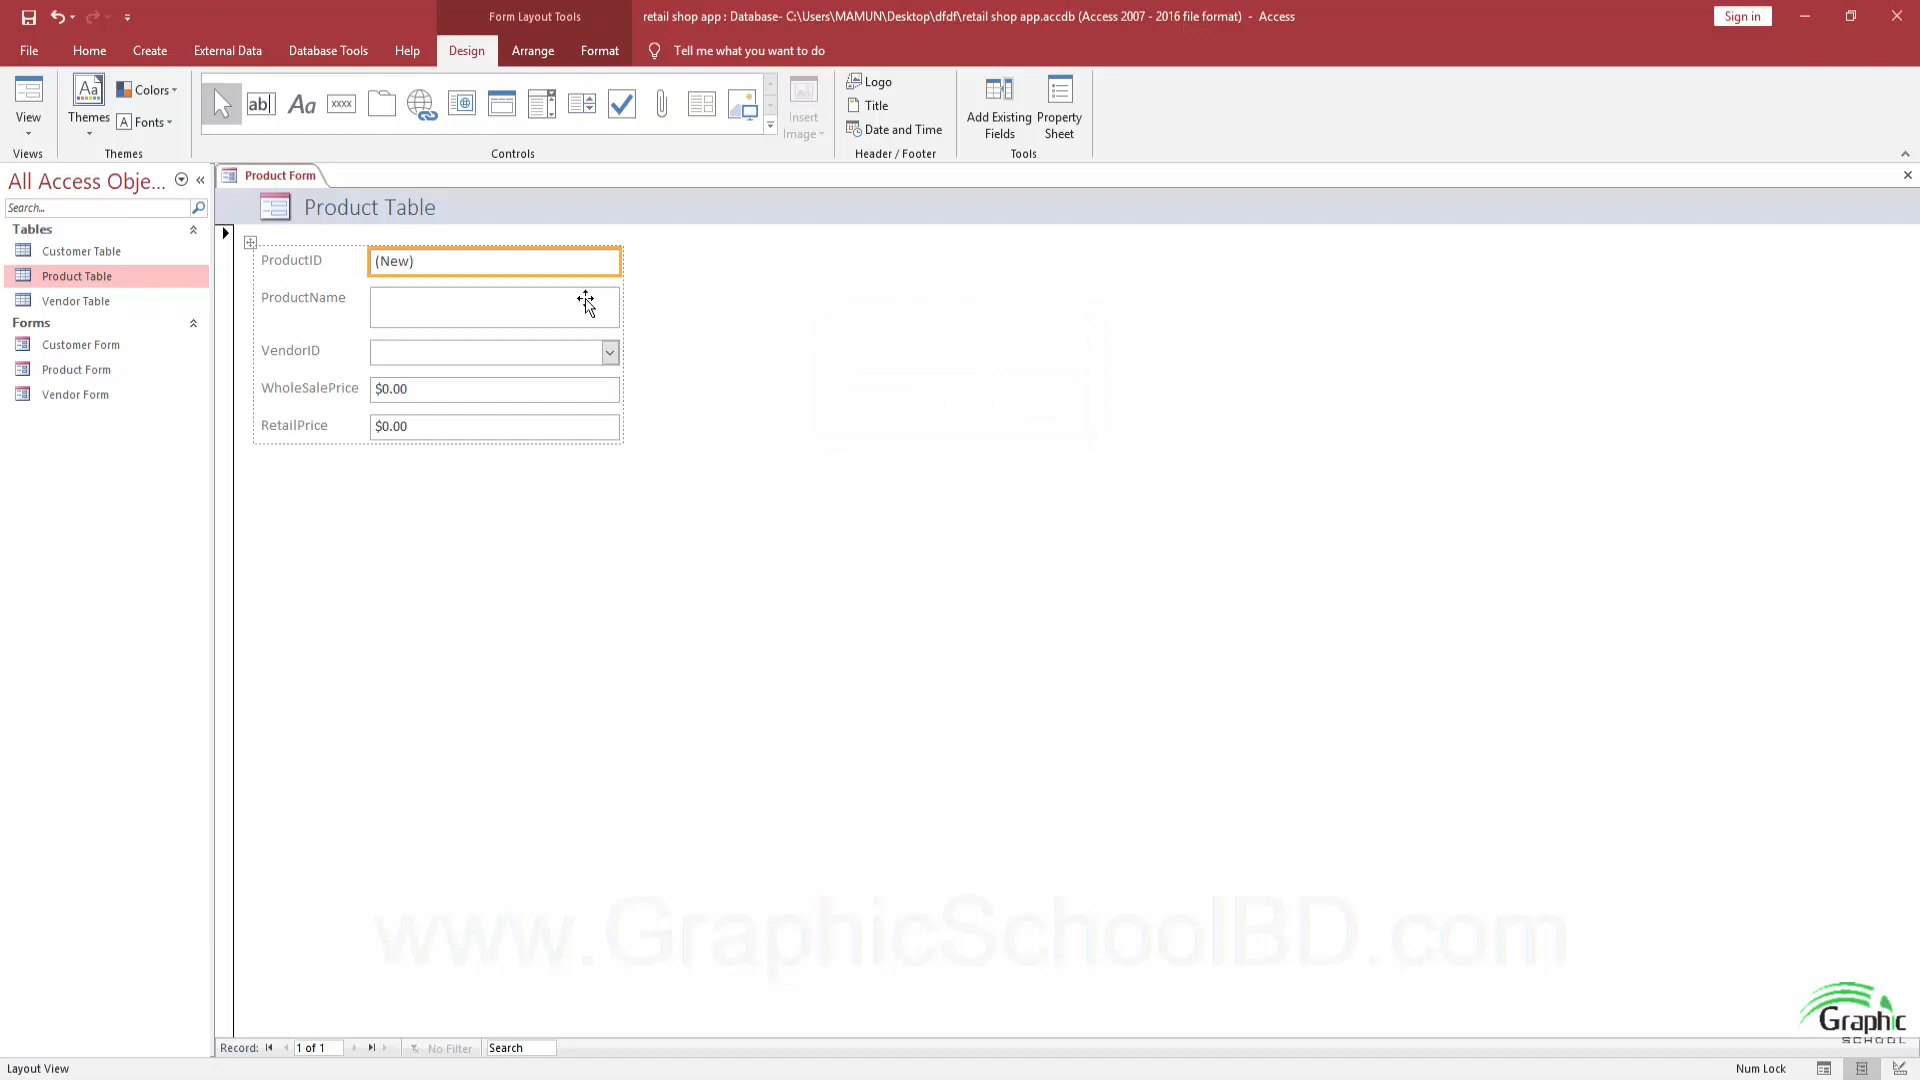 Form Layout Tools
retail shop app : Database- C:\Users\MAMUN\Desktop\dfdf\retail shop app.accdb (Access 2007 - 2016 file format) - Access
Sign in
File Home Create External Data Database Tools Help Design Arrange Format Tell me what you want to do
View
Views
Aa
Themes
Colors
A Fonts
Themes
ab
Aa
xxxx
Controls
Insert Image
Logo
Title
Date and Time
Header / Footer
Add Existing Fields
Property Sheet
Tools
All Access Obje...
Search...
Tables
Customer Table
Product Table
Vendor Table
Forms
Customer Form
Product Form
Vendor Form
Product Form
Product Table
ProductID (New)
ProductName
VendorID
WholeSalePrice $0.00
RetailPrice $0.00
www.GraphicSchoolBD.com
Graphic
SCHOOL
Record: 1 of 1 No Filter Search
Layout View
Num Lock